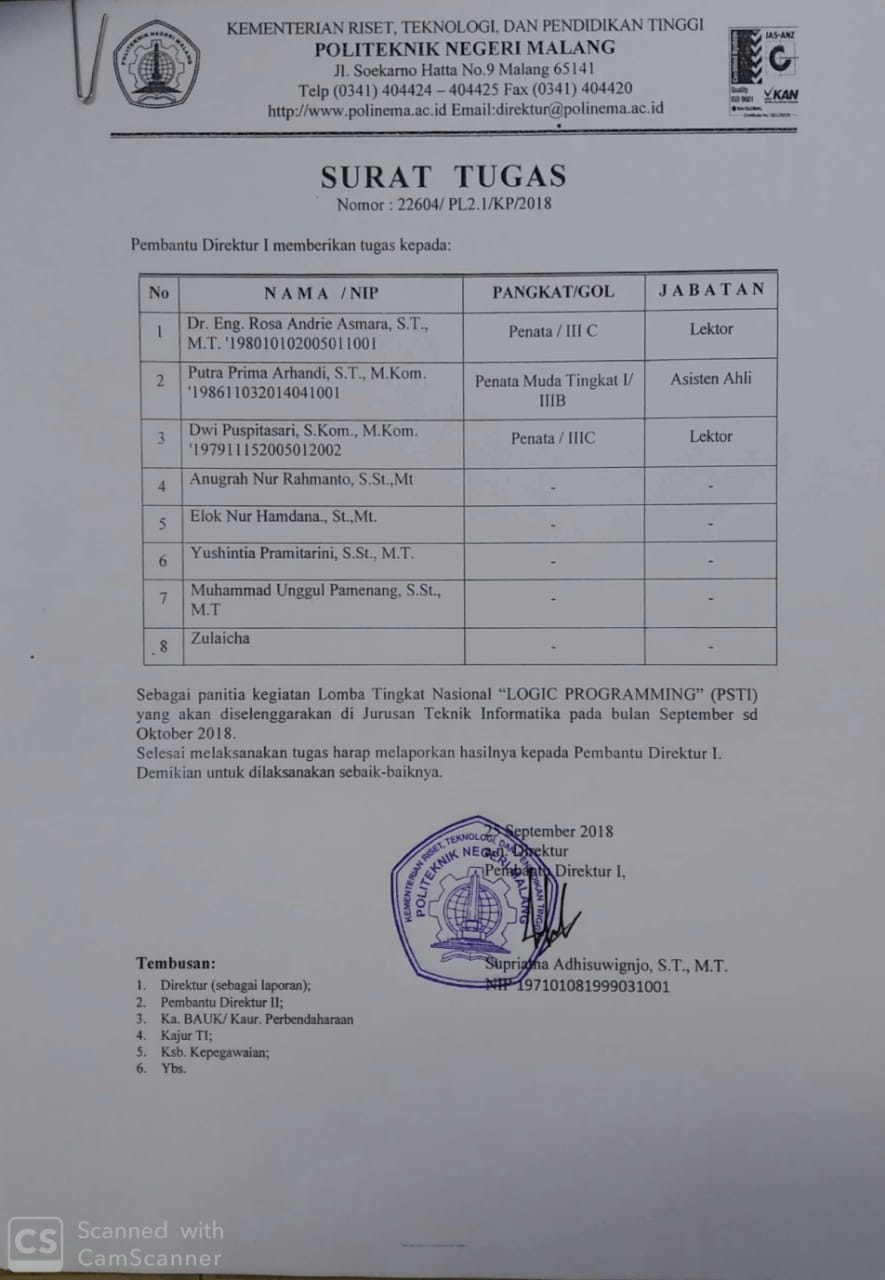 KEMENTERIAN RISET, TEKNOLOGI, DAN PENDIDIKAN TINGGI
POLITEKNIK NEGERI MALANG
Jl. Soekarno Hatta No.9 Malang 65141
Telp (0341) 404424 – 404425 Fax (0341) 404420
http://www.polinema.ac.id Email:direktur@polinema.ac.id
POLITEKNIK NEGERI MALANG
JAS-ANZ
Quality
ISO 9001
KAN
SURAT TUGAS
Nomor : 22604/ PL2.1/KP/2018
Pembantu Direktur I memberikan tugas kepada:
No N A M A / NIP PANGKAT/GOL J A B A T A N
1 Dr. Eng. Rosa Andrie Asmara, S.T., Penata / III C Lektor
M.T. '198010102005011001
2 Putra Prima Arhandi, S.T., M.Kom. Penata Muda Tingkat I/ Asisten Ahli
'198611032014041001 IIIB
3 Dwi Puspitasari, S.Kom., M.Kom. Penata / IIIC Lektor
'197911152005012002
4 Anugrah Nur Rahmanto, S.St.,Mt - -
5 Elok Nur Hamdana., St.,Mt. - -
6 Yushintia Pramitarini, S.St., M.T. - -
7 Muhammad Unggul Pamenang, S.St., - -
M.T
8 Zulaicha - -
Sebagai panitia kegiatan Lomba Tingkat Nasional “LOGIC PROGRAMMING” (PSTI)
yang akan diselenggarakan di Jurusan Teknik Informatika pada bulan September sd
Oktober 2018.
Selesai melaksanakan tugas harap melaporkan hasilnya kepada Pembantu Direktur I.
Demikian untuk dilaksanakan sebaik-baiknya.
25 September 2018
a.n. Direktur
Pembantu Direktur I,
KEMENTERIAN RISET, TEKNOLOGI, DAN PENDIDIKAN TINGGI
POLITEKNIK NEGERI MALANG
Supriatna Adhisuwignjo, S.T., M.T.
NIP 197101081999031001
Tembusan:
1. Direktur (sebagai laporan);
2. Pembantu Direktur II;
3. Ka. BAUK/ Kaur. Perbendaharaan
4. Kajur TI;
5. Ksb. Kepegawaian;
6. Ybs.
CS Scanned with
CamScanner